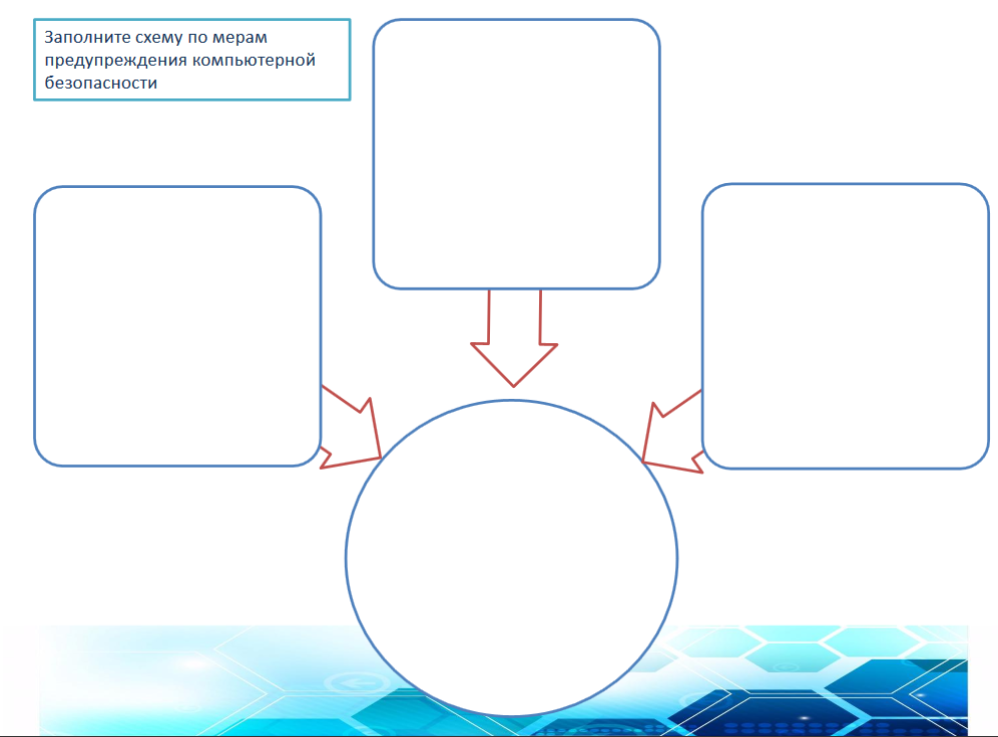 Заполните схему по мерам
предупреждения компьютерной
безопасности